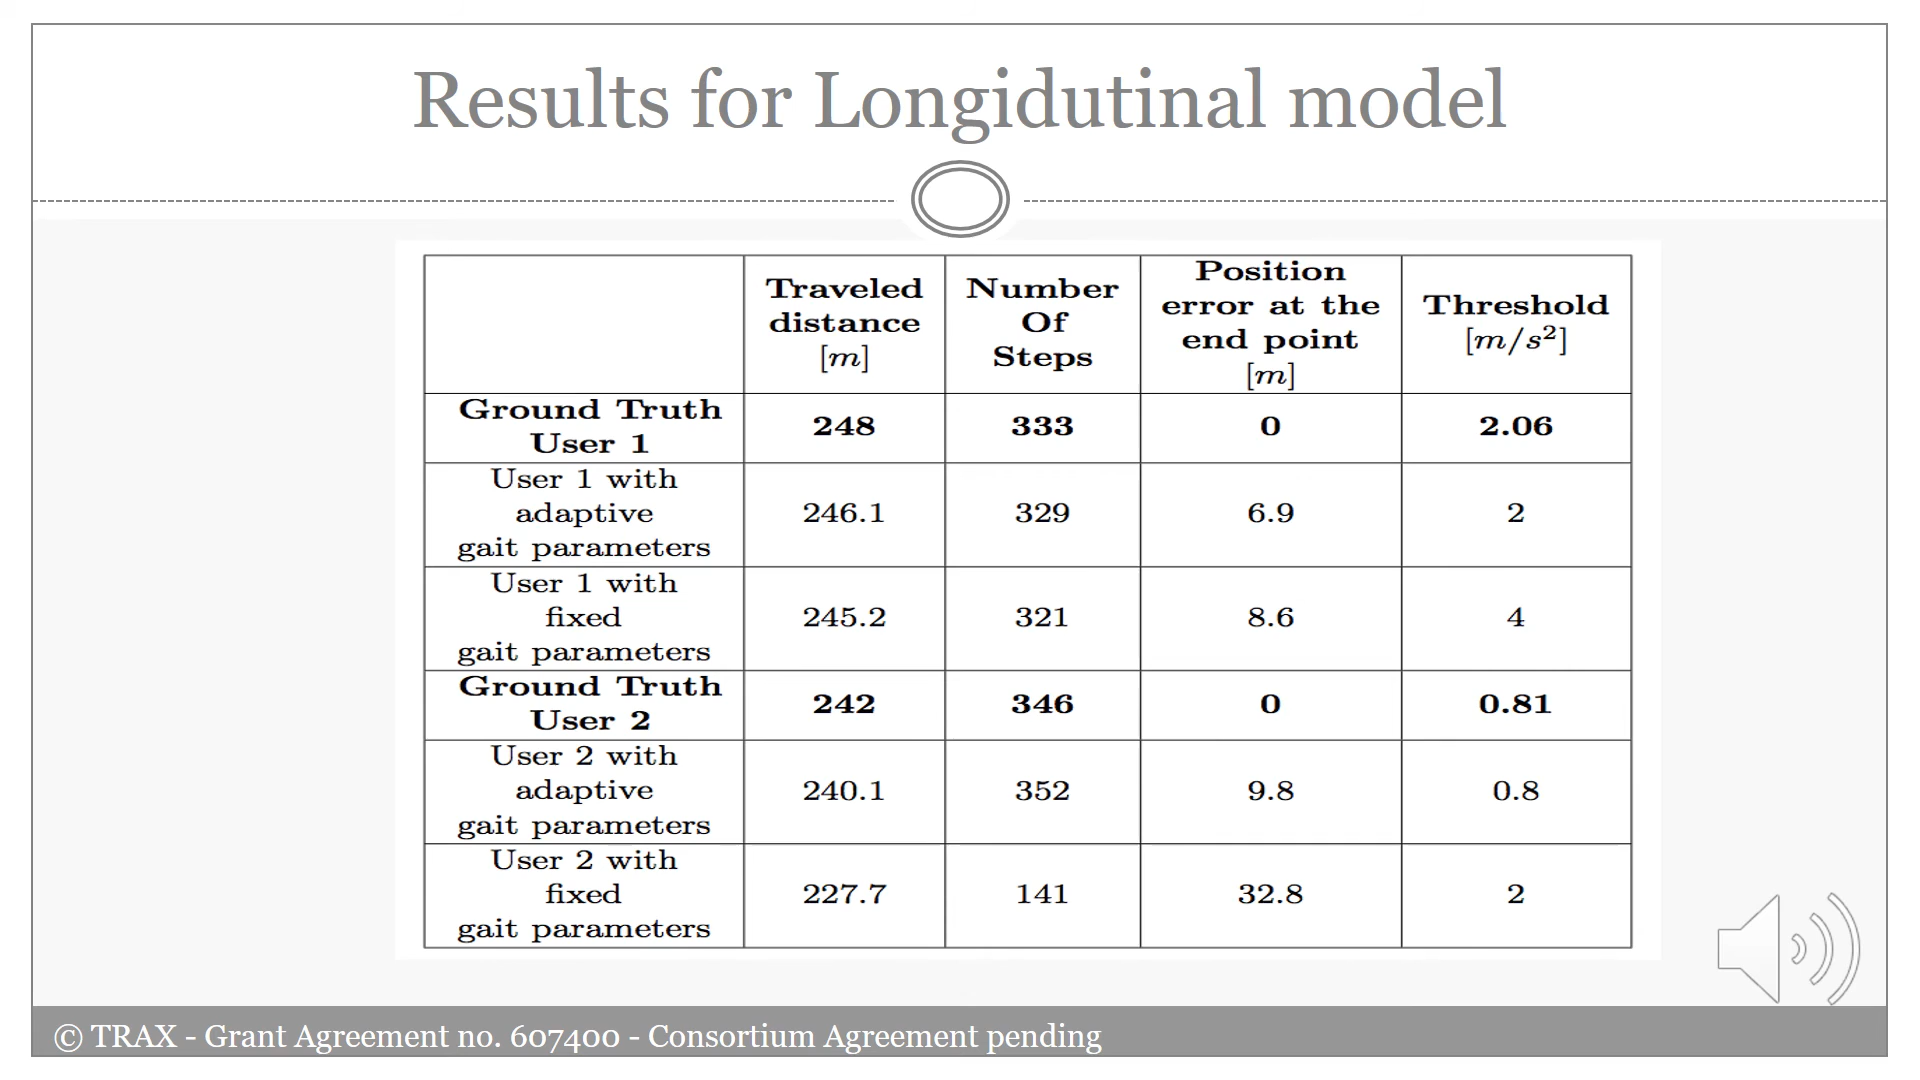 Results for Longidutinal model
Traveled distance [m] Number Of Steps Position error at the end point [m] Threshold [m/s²]
Ground Truth User 1 248 333 0 2.06
User 1 with adaptive gait parameters 246.1 329 6.9 2
User 1 with fixed gait parameters 245.2 321 8.6 4
Ground Truth User 2 242 346 0 0.81
User 2 with adaptive gait parameters 240.1 352 9.8 0.8
User 2 with fixed gait parameters 227.7 141 32.8 2
© TRAX - Grant Agreement no. 607400 - Consortium Agreement pending